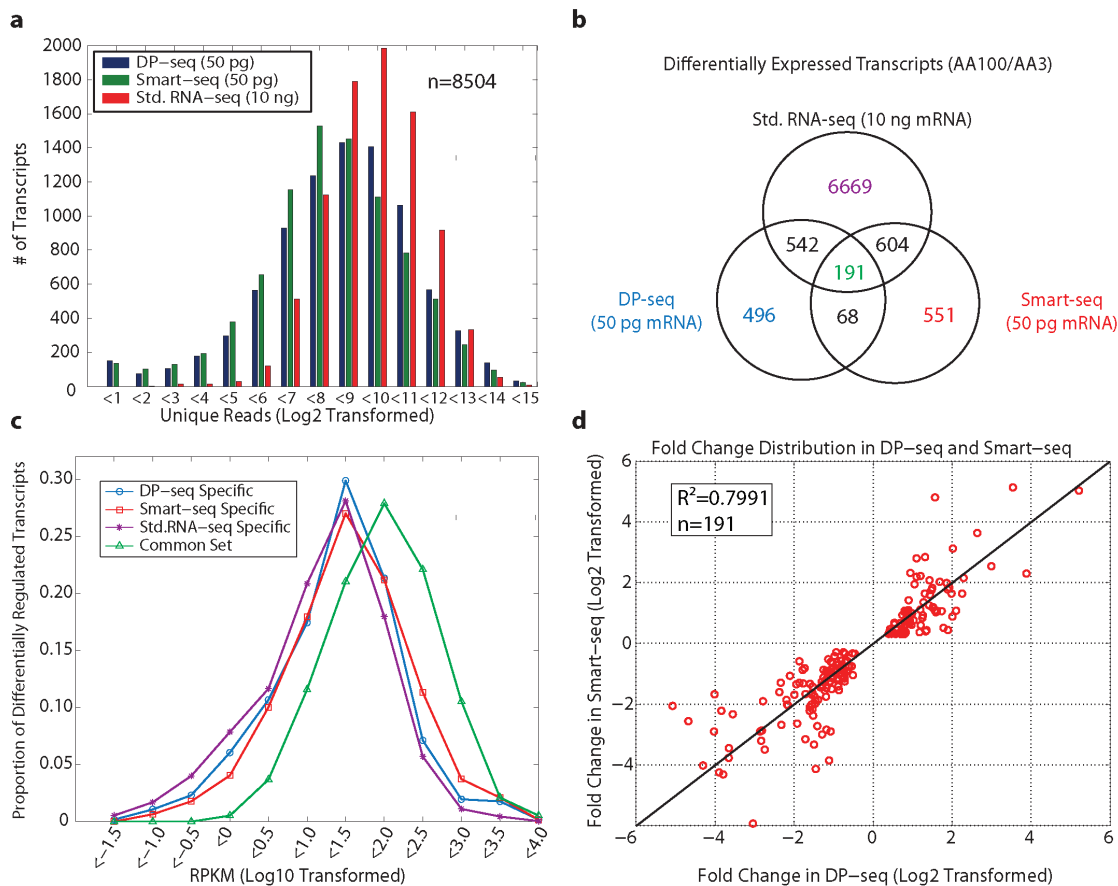 a
2000
1800
1600
1400
1200
1000
800
600
400
200
0
# of Transcripts
DP−seq (50 pg)
Smart−seq (50 pg)
Std. RNA−seq (10 ng)
n=8504
<1 <2 <3 <4 <5 <6 <7 <8 <9 <10 <11 <12 <13 <14 <15
Unique Reads (Log2 Transformed)
b
Differentially Expressed Transcripts (AA100/AA3)
Std. RNA-seq (10 ng mRNA)
6669
542
604
191
DP-seq
(50 pg mRNA)
496
68
551
Smart-seq
(50 pg mRNA)
c
0.30
0.25
0.20
0.15
0.10
0.05
0
Proportion of Differentially Regulated Transcripts
DP−seq Specific
Smart−seq Specific
Std.RNA−seq Specific
Common Set
<−1.5 <−1.0 <−0.5 <0 <0.5 <1.0 <1.5 <2.0 <2.5 <3.0 <3.5 <4.0
RPKM (Log10 Transformed)
d
Fold Change Distribution in DP−seq and Smart−seq
6
4
2
0
−2
−4
−6
Fold Change in Smart−seq (Log2 Transformed)
R²=0.7991
n=191
−6 −4 −2 0 2 4 6
Fold Change in DP−seq (Log2 Transformed)